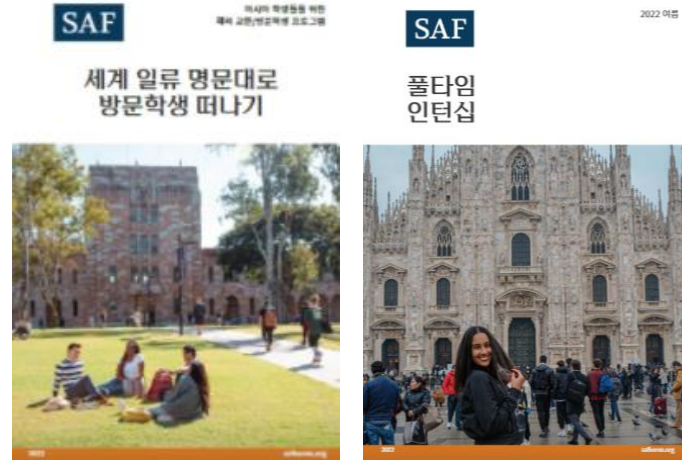 SAF
아시아 학생들을 위한
해외 교환/방문학생 프로그램
세계 일류 명문대로
방문학생 떠나기
2022
safkorea.org
SAF
2022 여름
풀타임
인턴십
2022
safkorea.org